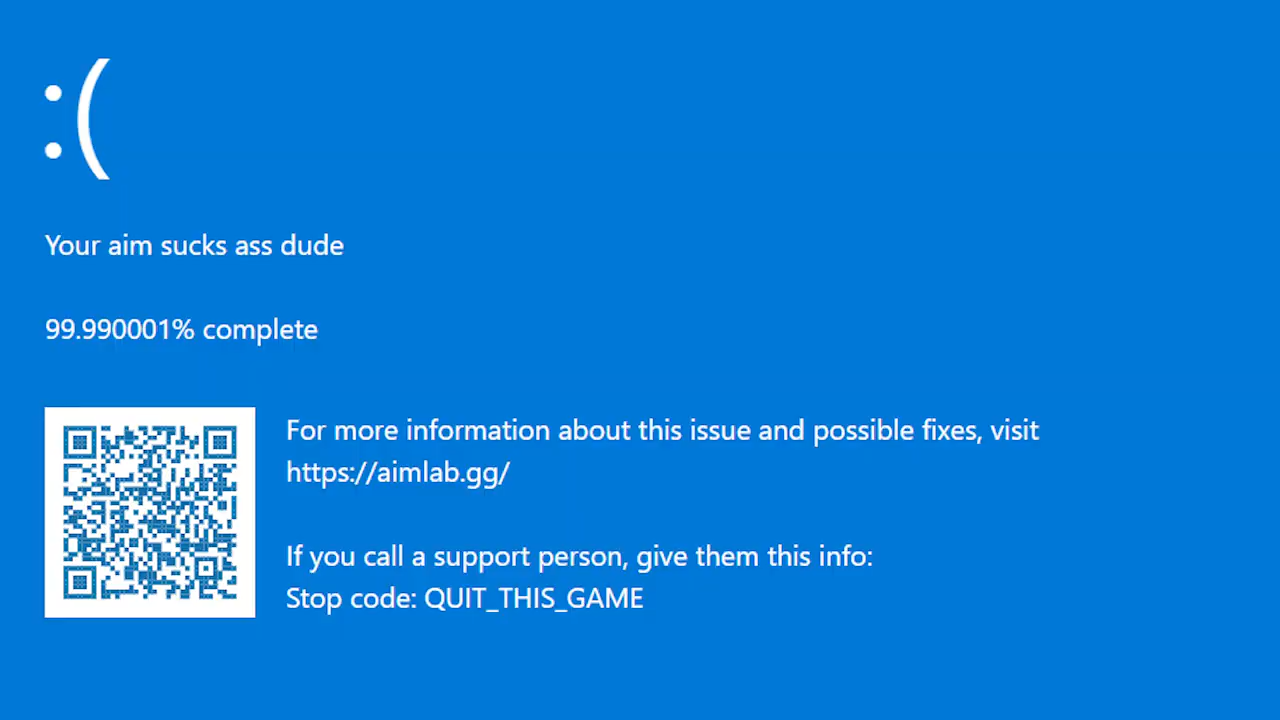 :(
Your aim sucks ass dude
99.990001% complete
For more information about this issue and possible fixes, visit
https://aimlab.gg/
If you call a support person, give them this info:
Stop code: QUIT_THIS_GAME